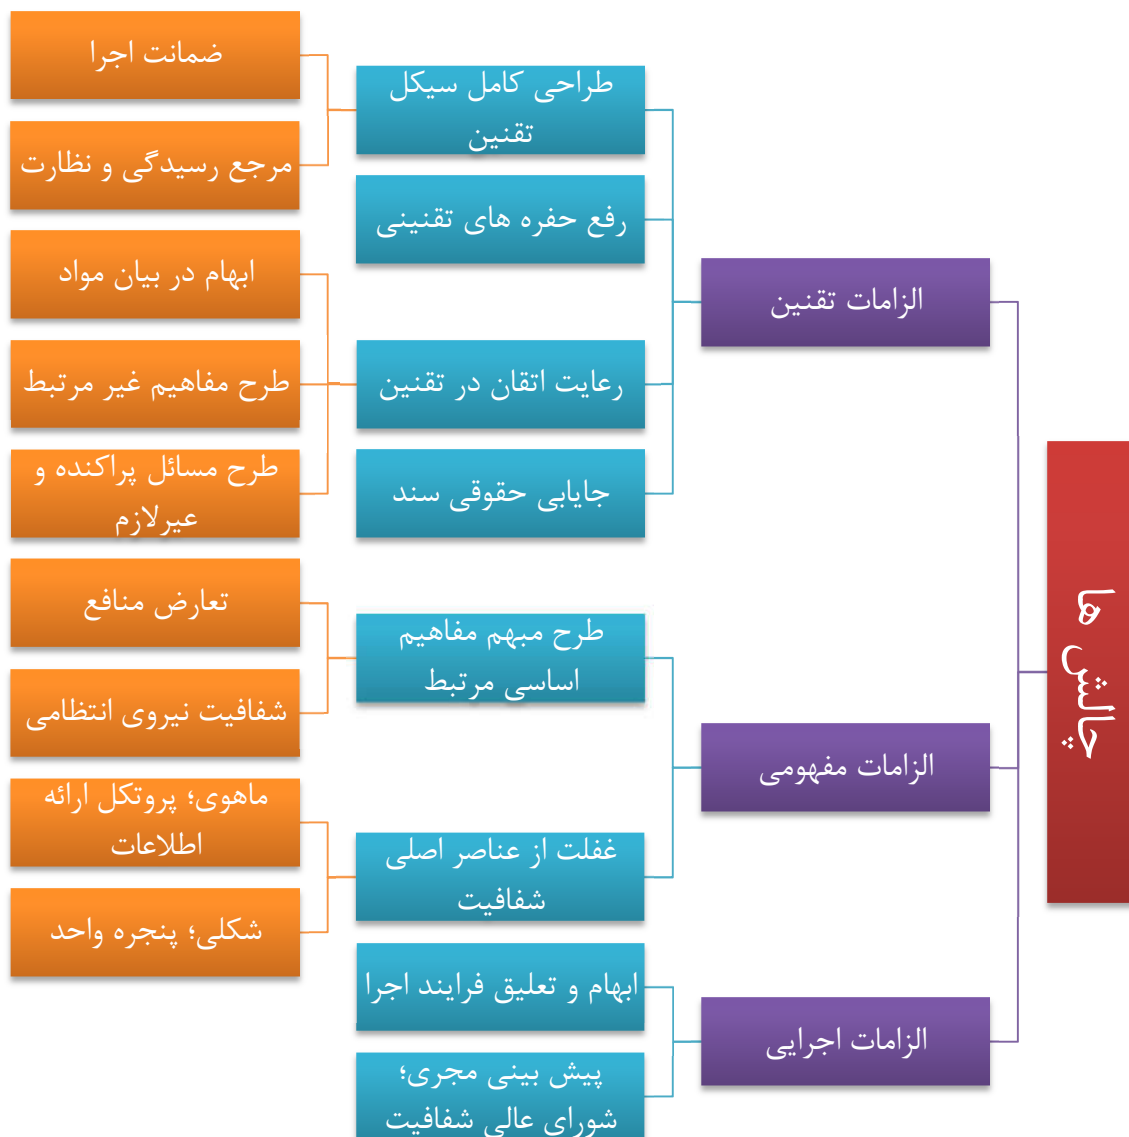 چالش ها
الزامات تقنین
طراحی کامل سیکل
تقنین
ضمانت اجرا
مرجع رسیدگی و نظارت
رفع حفره های تقنینی
رعایت اتقان در تقنین
ابهام در بیان مواد
طرح مفاهیم غیر مرتبط
طرح مسائل پراکنده و
عیرلازم
جایابی حقوقی سند
الزامات مفهومی
طرح مبهم مفاهیم
اساسی مرتبط
تعارض منافع
شفافیت نیروی انتظامی
غفلت از عناصر اصلی
شفافیت
ماهوی؛ پروتکل ارائه
اطلاعات
شکلی؛ پنجره واحد
الزامات اجرایی
ابهام و تعلیق فرایند اجرا
پیش بینی مجری؛
شورای عالی شفافیت